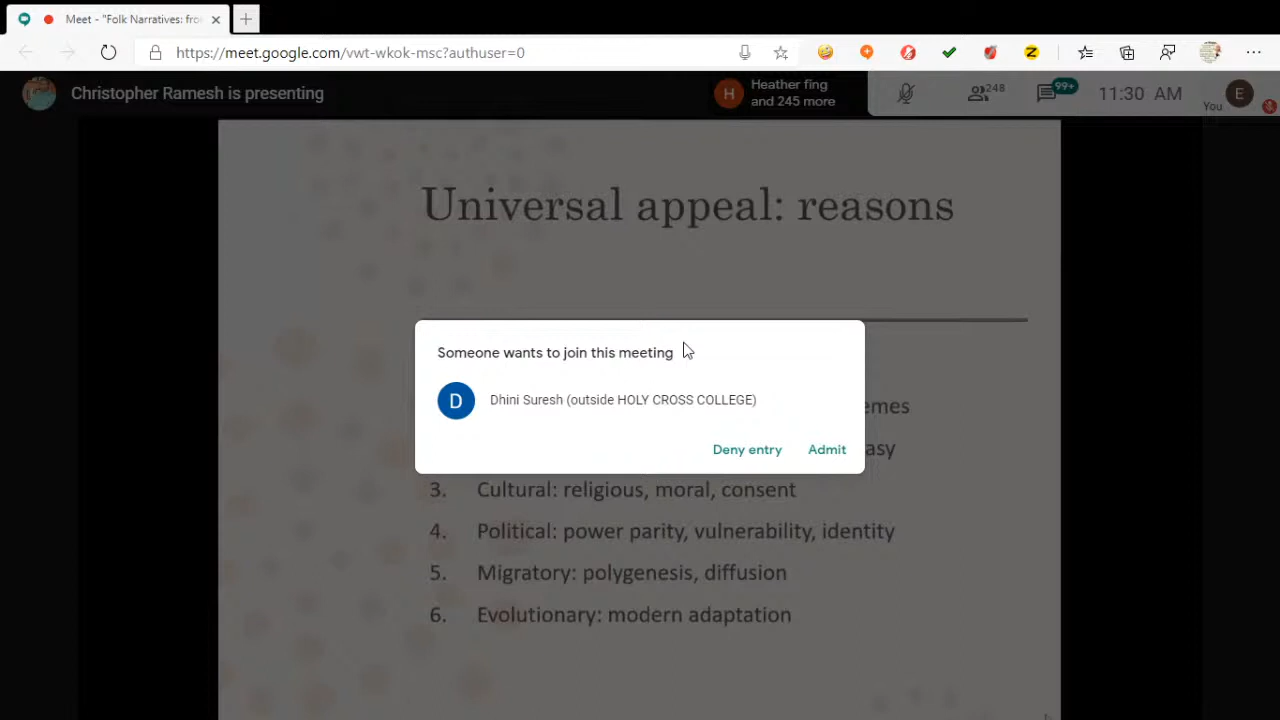 Meet - "Folk Narratives: fro
https://meet.google.com/vwt-wkok-msc?authuser=0
Christopher Ramesh is presenting
H
Heather fing
and 245 more
248
99+
11:30 AM
You
E
Universal appeal: reasons
Someone wants to join this meeting
D
Dhini Suresh (outside HOLY CROSS COLLEGE)
emes
Deny entry
Admit
asy
3. Cultural: religious, moral, consent
4. Political: power parity, vulnerability, identity
5. Migratory: polygenesis, diffusion
6. Evolutionary: modern adaptation